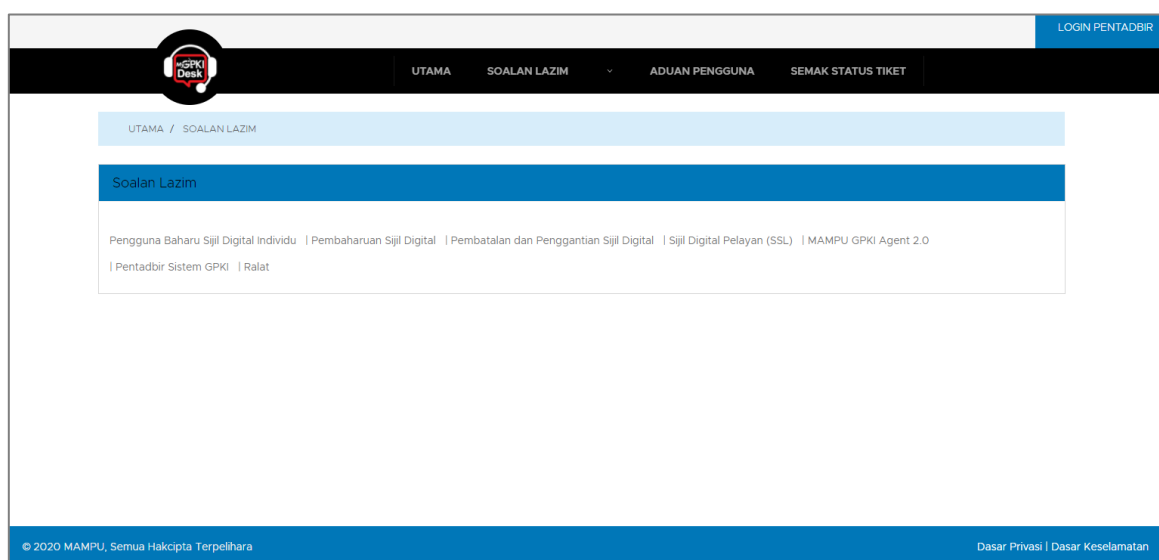 LOGIN PENTADBIR
MyGPKI
Desk
UTAMA SOALAN LAZIM ADUAN PENGGUNA SEMAK STATUS TIKET
UTAMA / SOALAN LAZIM
Soalan Lazim
Pengguna Baharu Sijil Digital Individu | Pembaharuan Sijil Digital | Pembatalan dan Penggantian Sijil Digital | Sijil Digital Pelayan (SSL) | MAMPU GPKI Agent 2.0
| Pentadbir Sistem GPKI | Ralat
© 2020 MAMPU, Semua Hakcipta Terpelihara Dasar Privasi | Dasar Keselamatan